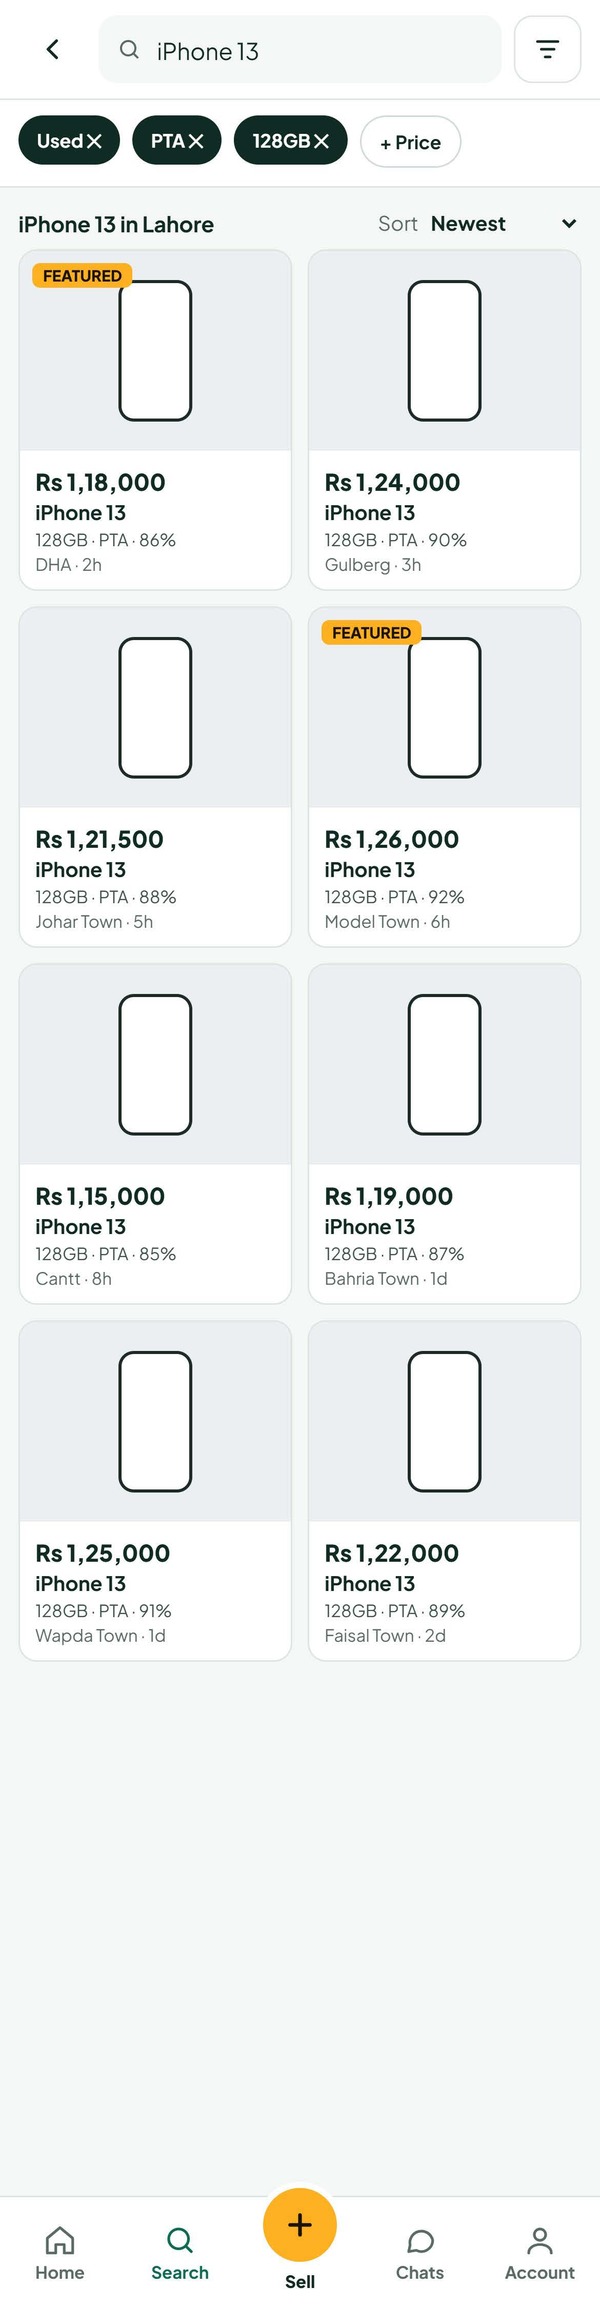 iPhone 13
Used
PTA
128GB
+ Price
iPhone 13 in Lahore
Sort Newest
FEATURED
Rs 1,18,000
iPhone 13
128GB · PTA · 86%
DHA · 2h
Rs 1,24,000
iPhone 13
128GB · PTA · 90%
Gulberg · 3h
Rs 1,21,500
iPhone 13
128GB · PTA · 88%
Johar Town · 5h
FEATURED
Rs 1,26,000
iPhone 13
128GB · PTA · 92%
Model Town · 6h
Rs 1,15,000
iPhone 13
128GB · PTA · 85%
Cantt · 8h
Rs 1,19,000
iPhone 13
128GB · PTA · 87%
Bahria Town · 1d
Rs 1,25,000
iPhone 13
128GB · PTA · 91%
Wapda Town · 1d
Rs 1,22,000
iPhone 13
128GB · PTA · 89%
Faisal Town · 2d
Home
Search
Sell
Chats
Account